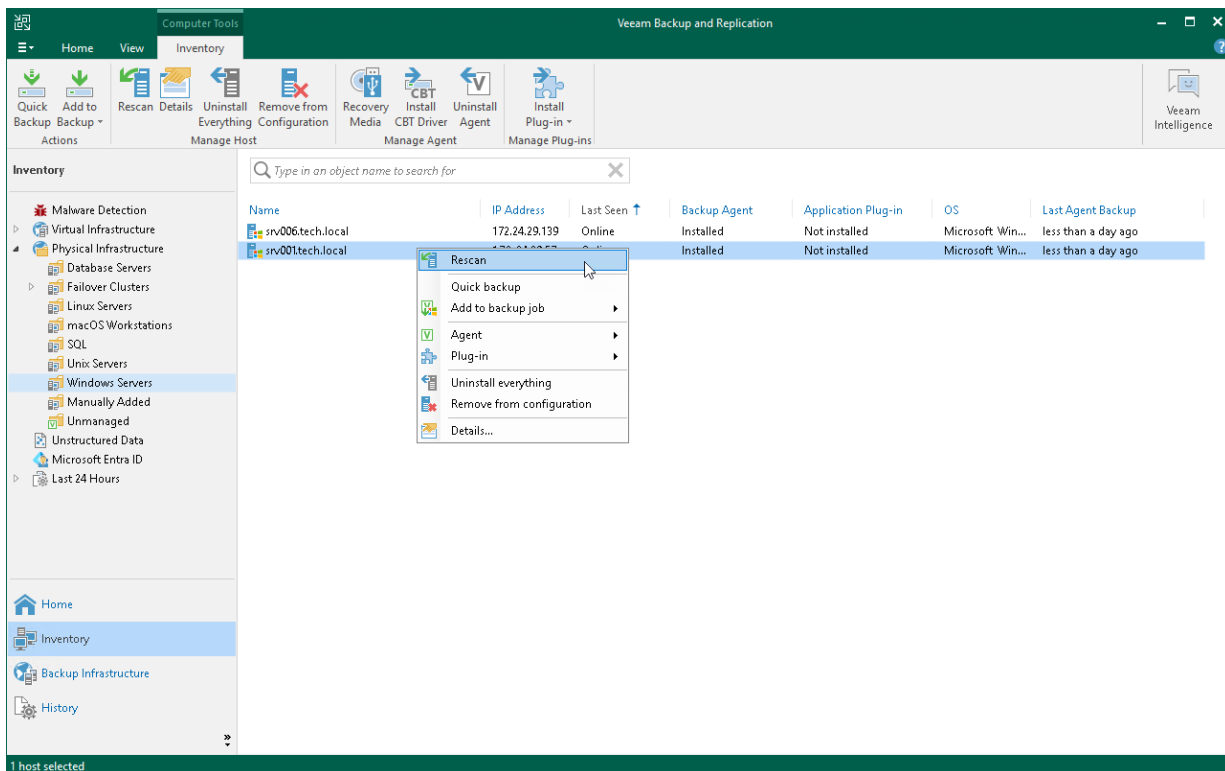 Computer Tools
Veeam Backup and Replication
Home View Inventory
Quick Backup
Add to Backup
Actions
Rescan
Details
Uninstall Everything
Remove from Configuration
Manage Host
Recovery Media
Install CBT Driver
Uninstall Agent
Manage Agent
Install Plug-in
Manage Plug-ins
Veeam Intelligence
Inventory
Type in an object name to search for
Malware Detection
Virtual Infrastructure
Physical Infrastructure
Database Servers
Failover Clusters
Linux Servers
macOS Workstations
SQL
Unix Servers
Windows Servers
Manually Added
Unmanaged
Unstructured Data
Microsoft Entra ID
Last 24 Hours
Name IP Address Last Seen Backup Agent Application Plug-in OS Last Agent Backup
srv006.tech.local 172.24.29.139 Online Installed Not installed Microsoft Win... less than a day ago
srv001.tech.local Installed Not installed Microsoft Win... less than a day ago
Rescan
Quick backup
Add to backup job
Agent
Plug-in
Uninstall everything
Remove from configuration
Details...
Home
Inventory
Backup Infrastructure
History
1 host selected